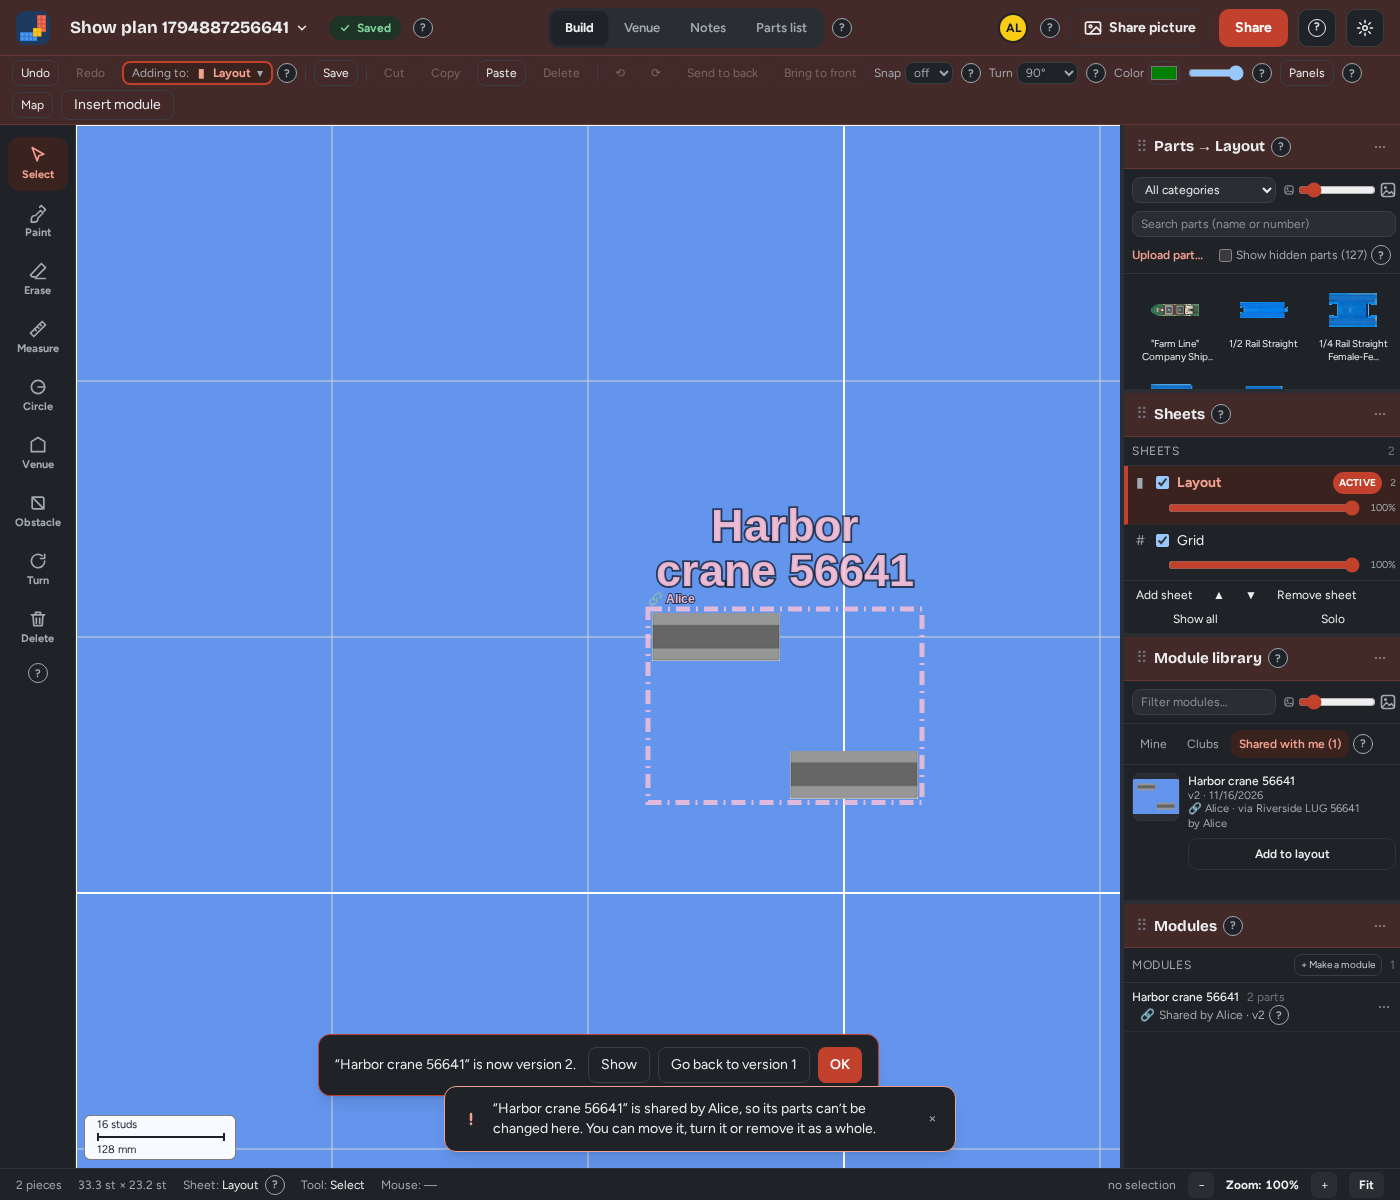 Show plan 1794887256641
Saved
?
Build
Venue
Notes
Parts list
?
AL
?
Share picture
Share
?
Undo
Redo
Adding to: Layout
?
Save
Cut
Copy
Paste
Delete
Send to back
Bring to front
Snap
off
?
Turn
90°
?
Color
?
Panels
?
Map
Insert module
Select
Paint
Erase
Measure
Circle
Venue
Obstacle
Turn
Delete
?
Harbor
crane 56641
Alice
16 studs
128 mm
"Harbor crane 56641" is now version 2.
Show
Go back to version 1
OK
!
"Harbor crane 56641" is shared by Alice, so its parts can't be
changed here. You can move it, turn it or remove it as a whole.
×
Parts → Layout
?
All categories
Search parts (name or number)
Upload part...
Show hidden parts (127)
?
"Farm Line"
Company Ship...
1/2 Rail Straight
1/4 Rail Straight
Female-Fe...
Sheets
?
SHEETS
2
Layout
ACTIVE
2
100%
# Grid
100%
Add sheet
▲
▼
Remove sheet
Show all
Solo
Module library
?
Filter modules...
Mine
Clubs
Shared with me (1)
?
Harbor crane 56641
v2 · 11/16/2026
Alice · via Riverside LUG 56641
by Alice
Add to layout
Modules
?
MODULES
+ Make a module
1
Harbor crane 56641 2 parts
Shared by Alice · v2
?
2 pieces
33.3 st × 23.2 st
Sheet: Layout
?
Tool: Select
Mouse: —
no selection
−
Zoom: 100%
+
Fit